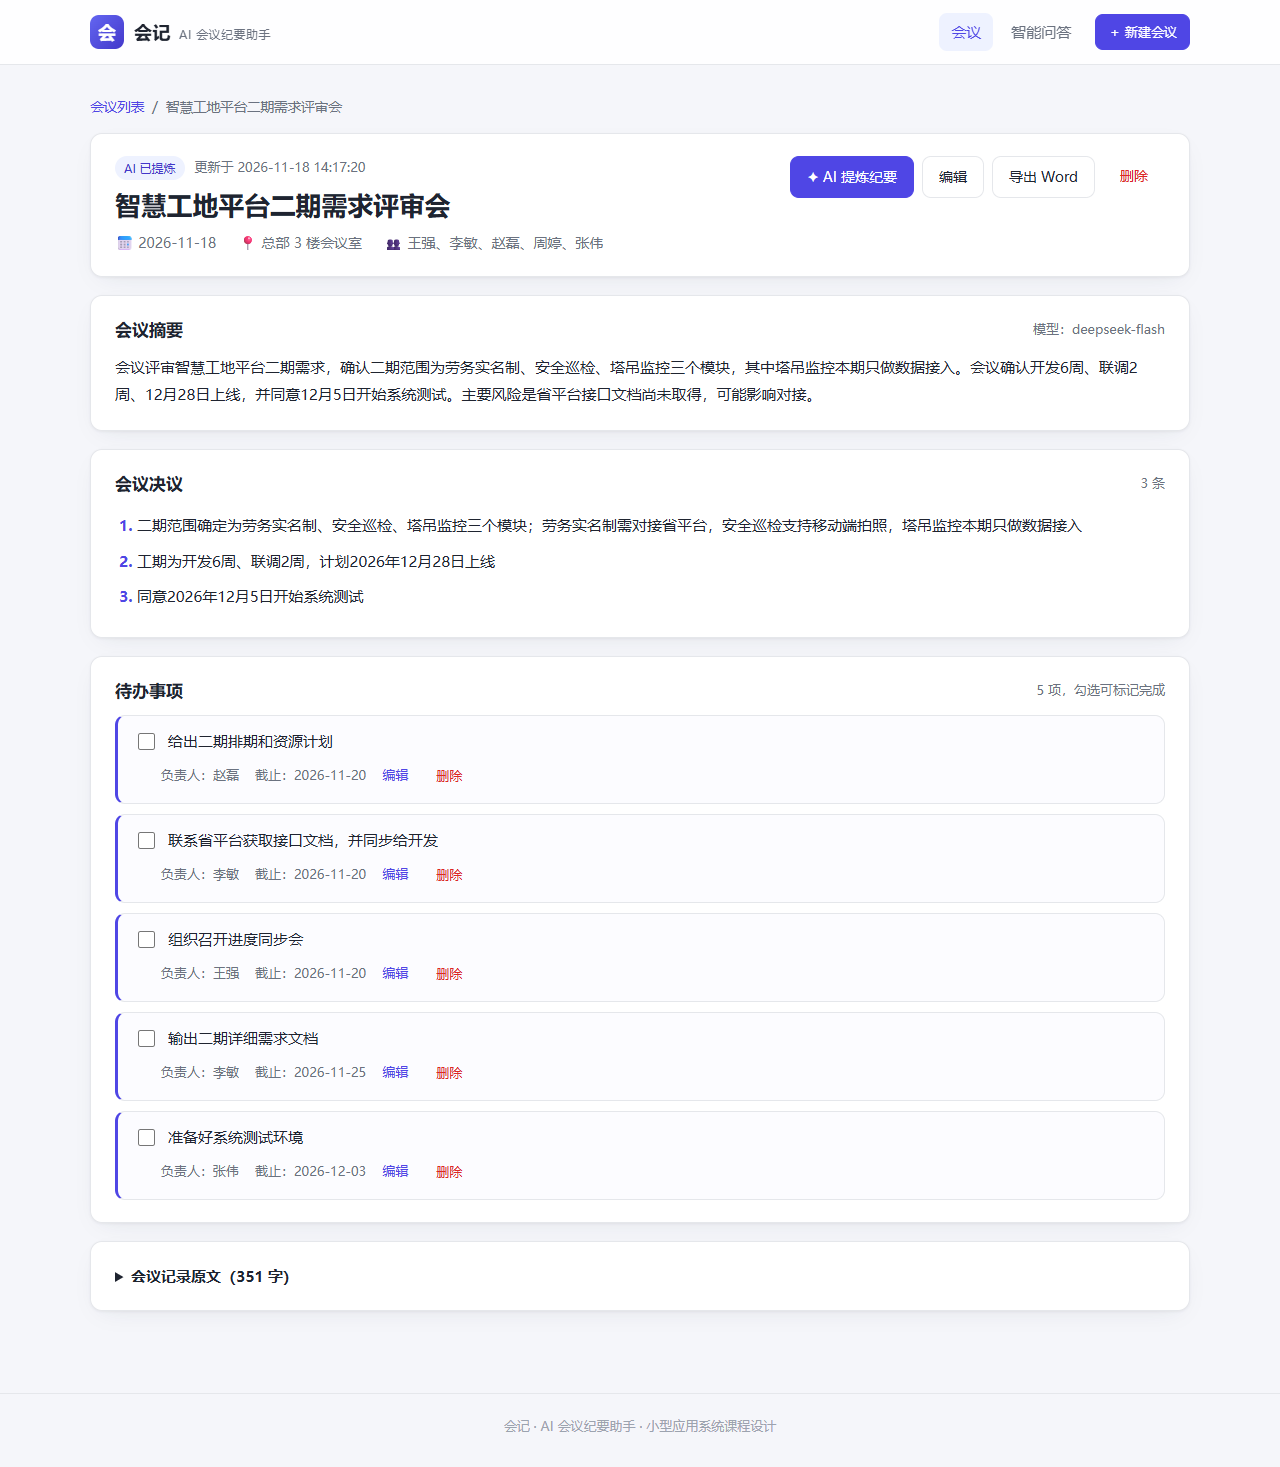 会 会记 AI 会议纪要助手
会议 智能问答 + 新建会议
会议列表 / 智慧工地平台二期需求评审会
AI 已提炼 更新于 2026-11-18 14:17:20
✦ AI 提炼纪要 编辑 导出 Word 删除
智慧工地平台二期需求评审会
2026-11-18 总部 3 楼会议室 王强、李敏、赵磊、周婷、张伟
会议摘要 模型：deepseek-flash
会议评审智慧工地平台二期需求，确认二期范围为劳务实名制、安全巡检、塔吊监控三个模块，其中塔吊监控本期只做数据接入。会议确认开发6周、联调2
周、12月28日上线，并同意12月5日开始系统测试。主要风险是省平台接口文档尚未取得，可能影响对接。
会议决议 3 条
1. 二期范围确定为劳务实名制、安全巡检、塔吊监控三个模块；劳务实名制需对接省平台，安全巡检支持移动端拍照，塔吊监控本期只做数据接入
2. 工期为开发6周、联调2周，计划2026年12月28日上线
3. 同意2026年12月5日开始系统测试
待办事项 5 项，勾选可标记完成
给出二期排期和资源计划
负责人：赵磊 截止：2026-11-20 编辑 删除
联系省平台获取接口文档，并同步给开发
负责人：李敏 截止：2026-11-20 编辑 删除
组织召开进度同步会
负责人：王强 截止：2026-11-20 编辑 删除
输出二期详细需求文档
负责人：李敏 截止：2026-11-25 编辑 删除
准备好系统测试环境
负责人：张伟 截止：2026-12-03 编辑 删除
▶ 会议记录原文（351 字）
会记 · AI 会议纪要助手 · 小型应用系统课程设计